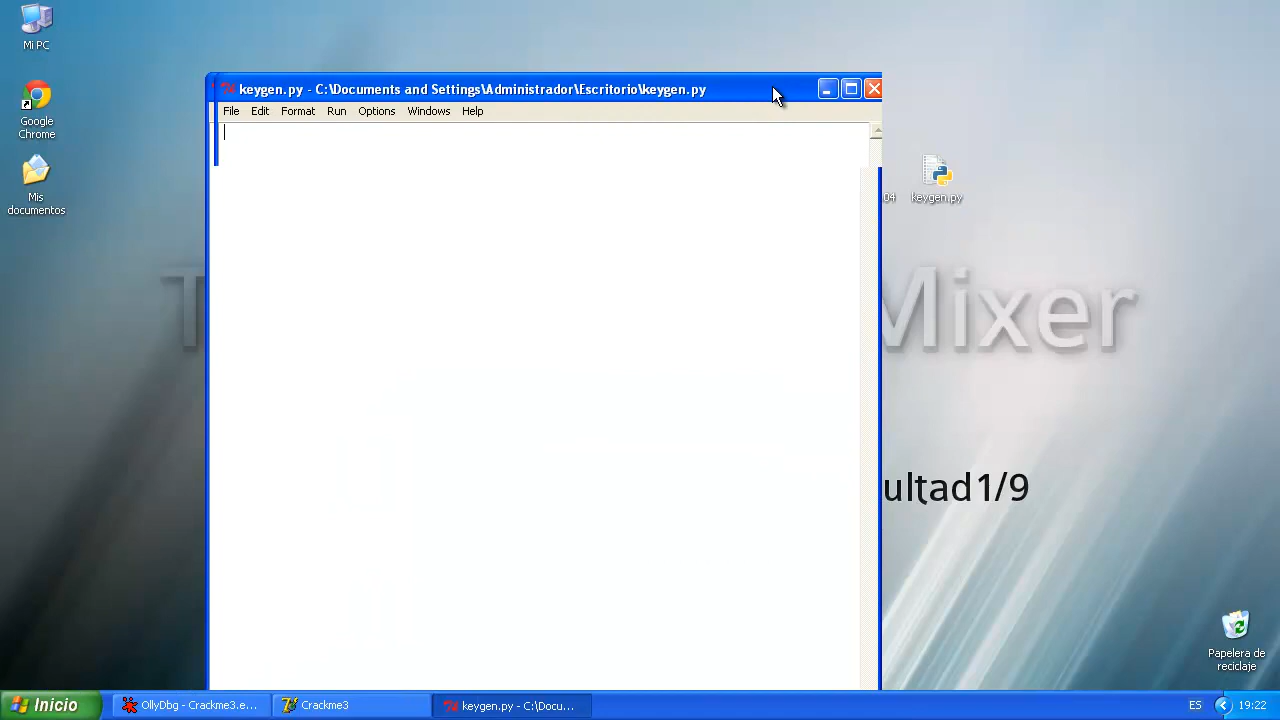 Mi PC
keygen.py - C:\Documents and Settings\Administrador\Escritorio\keygen.py
File Edit Format Run Options Windows Help
Google
Chrome
Mis
documentos
04
keygen.py
T
Mixer
ultad1/9
Papelera de
reciclaje
Inicio
OllyDbg - Crackme3.e...
Crackme3
keygen.py - C:\Docu...
ES
19:22